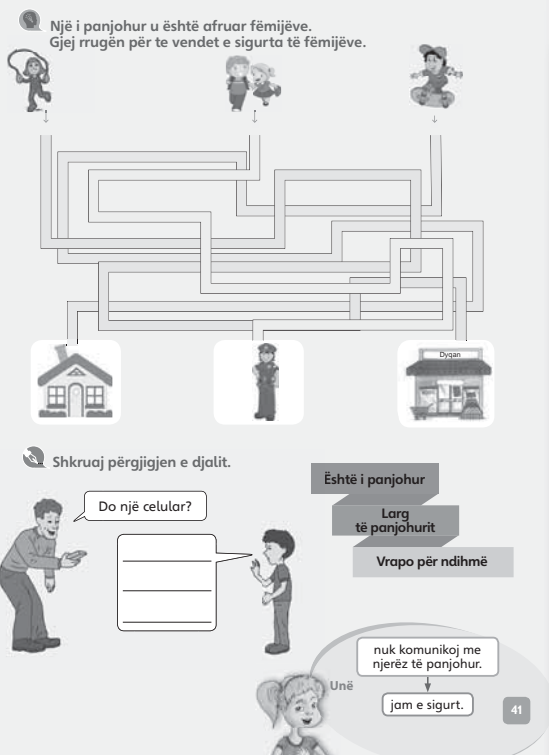 Një i panjohur u është afruar fëmijëve.
Gjej rrugën për te vendet e sigurta të fëmijëve.
Dyqan
Shkruaj përgjigjen e djalit.
Do një celular?
Është i panjohur
Larg
të panjohurit
Vrapo për ndihmë
nuk komunikoj me
njerëz të panjohur.
Unë
jam e sigurt.
41